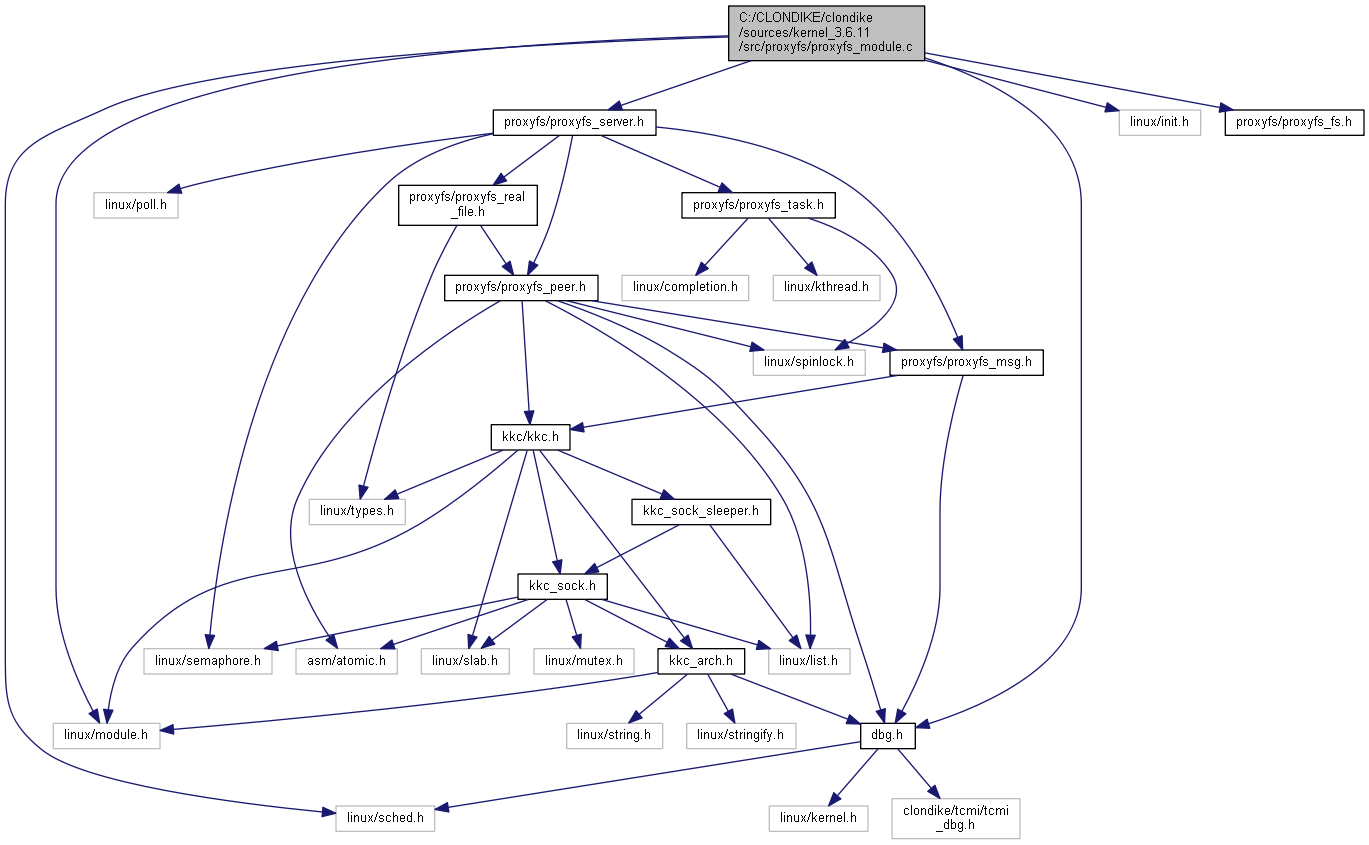 C:/CLONDIKE/clondike
/sources/kernel_3.6.11
/src/proxyfs/proxyfs_module.c
proxyfs/proxyfs_server.h
linux/init.h
proxyfs/proxyfs_fs.h
linux/poll.h
proxyfs/proxyfs_real
_file.h
proxyfs/proxyfs_task.h
proxyfs/proxyfs_peer.h
linux/completion.h
linux/kthread.h
linux/spinlock.h
proxyfs/proxyfs_msg.h
kkc/kkc.h
linux/types.h
kkc_sock_sleeper.h
kkc_sock.h
linux/semaphore.h
asm/atomic.h
linux/slab.h
linux/mutex.h
kkc_arch.h
linux/list.h
linux/module.h
linux/string.h
linux/stringify.h
dbg.h
linux/sched.h
linux/kernel.h
clondike/tcmi/tcmi
_dbg.h